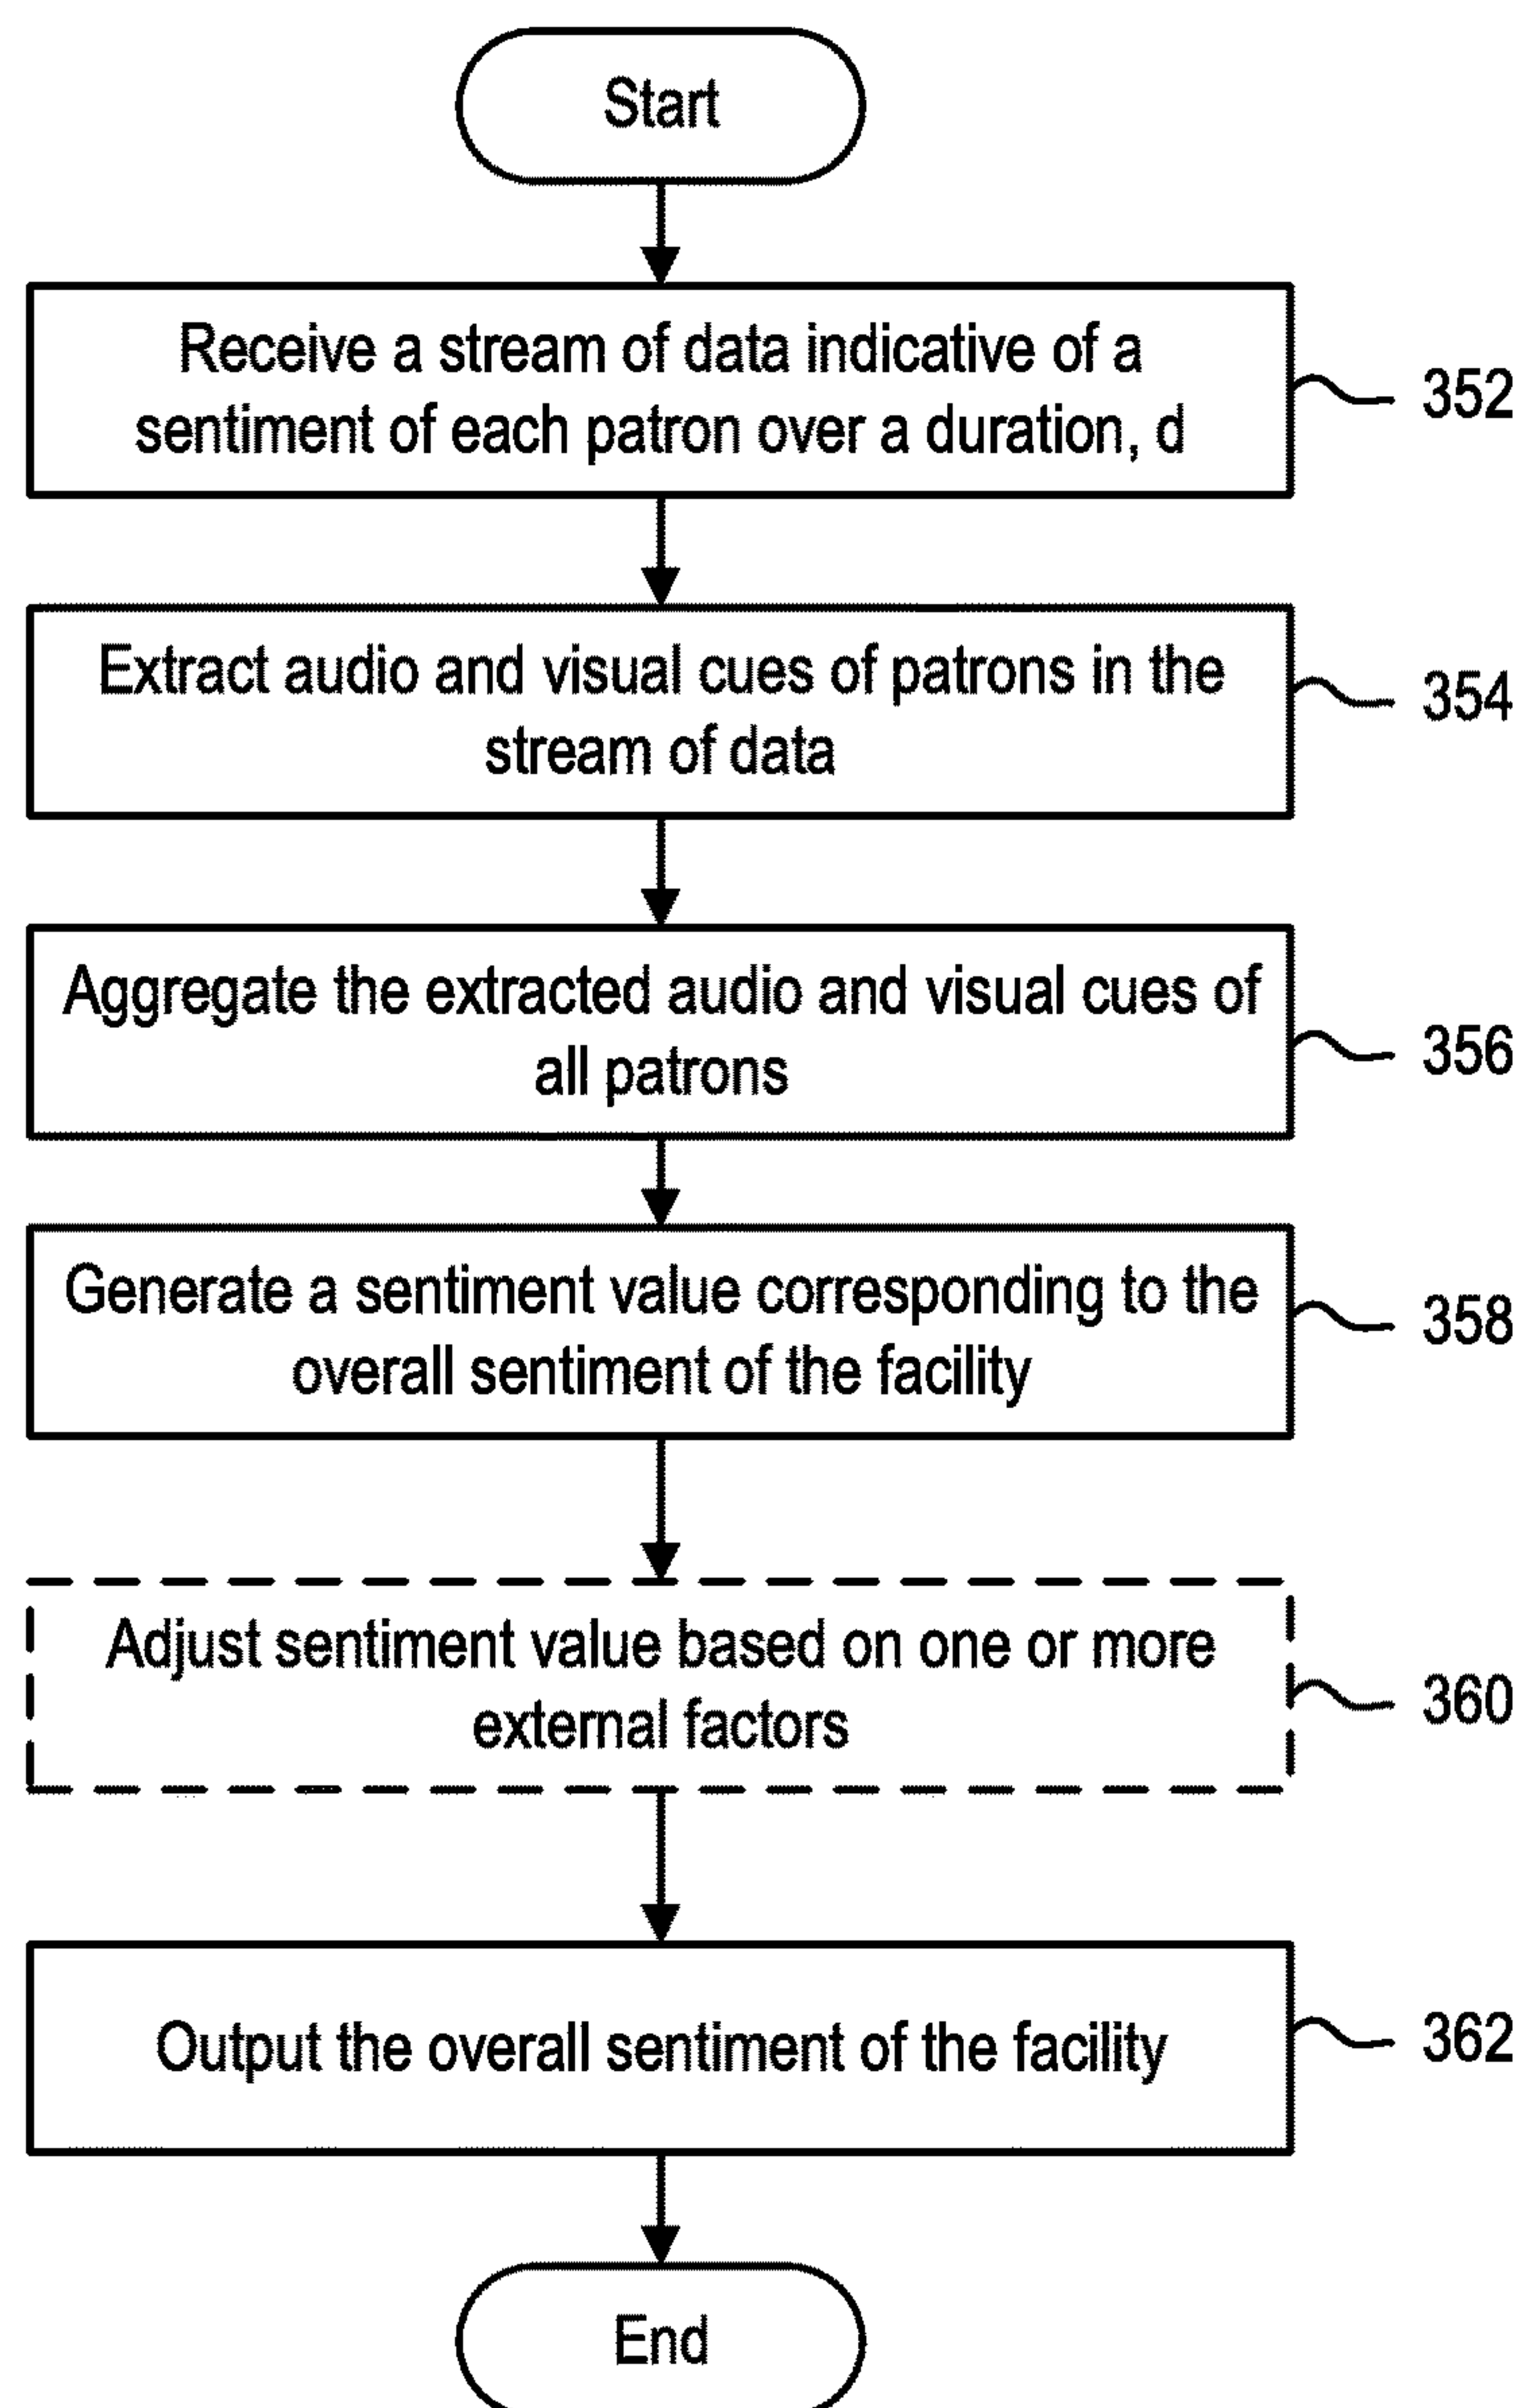 Start
Receive a stream of data indicative of a
sentiment of each patron over a duration, d
352
Extract audio and visual cues of patrons in the
stream of data
354
Aggregate the extracted audio and visual cues of
all patrons
356
Generate a sentiment value corresponding to the
overall sentiment of the facility
358
Adjust sentiment value based on one or more
external factors
360
Output the overall sentiment of the facility
362
End